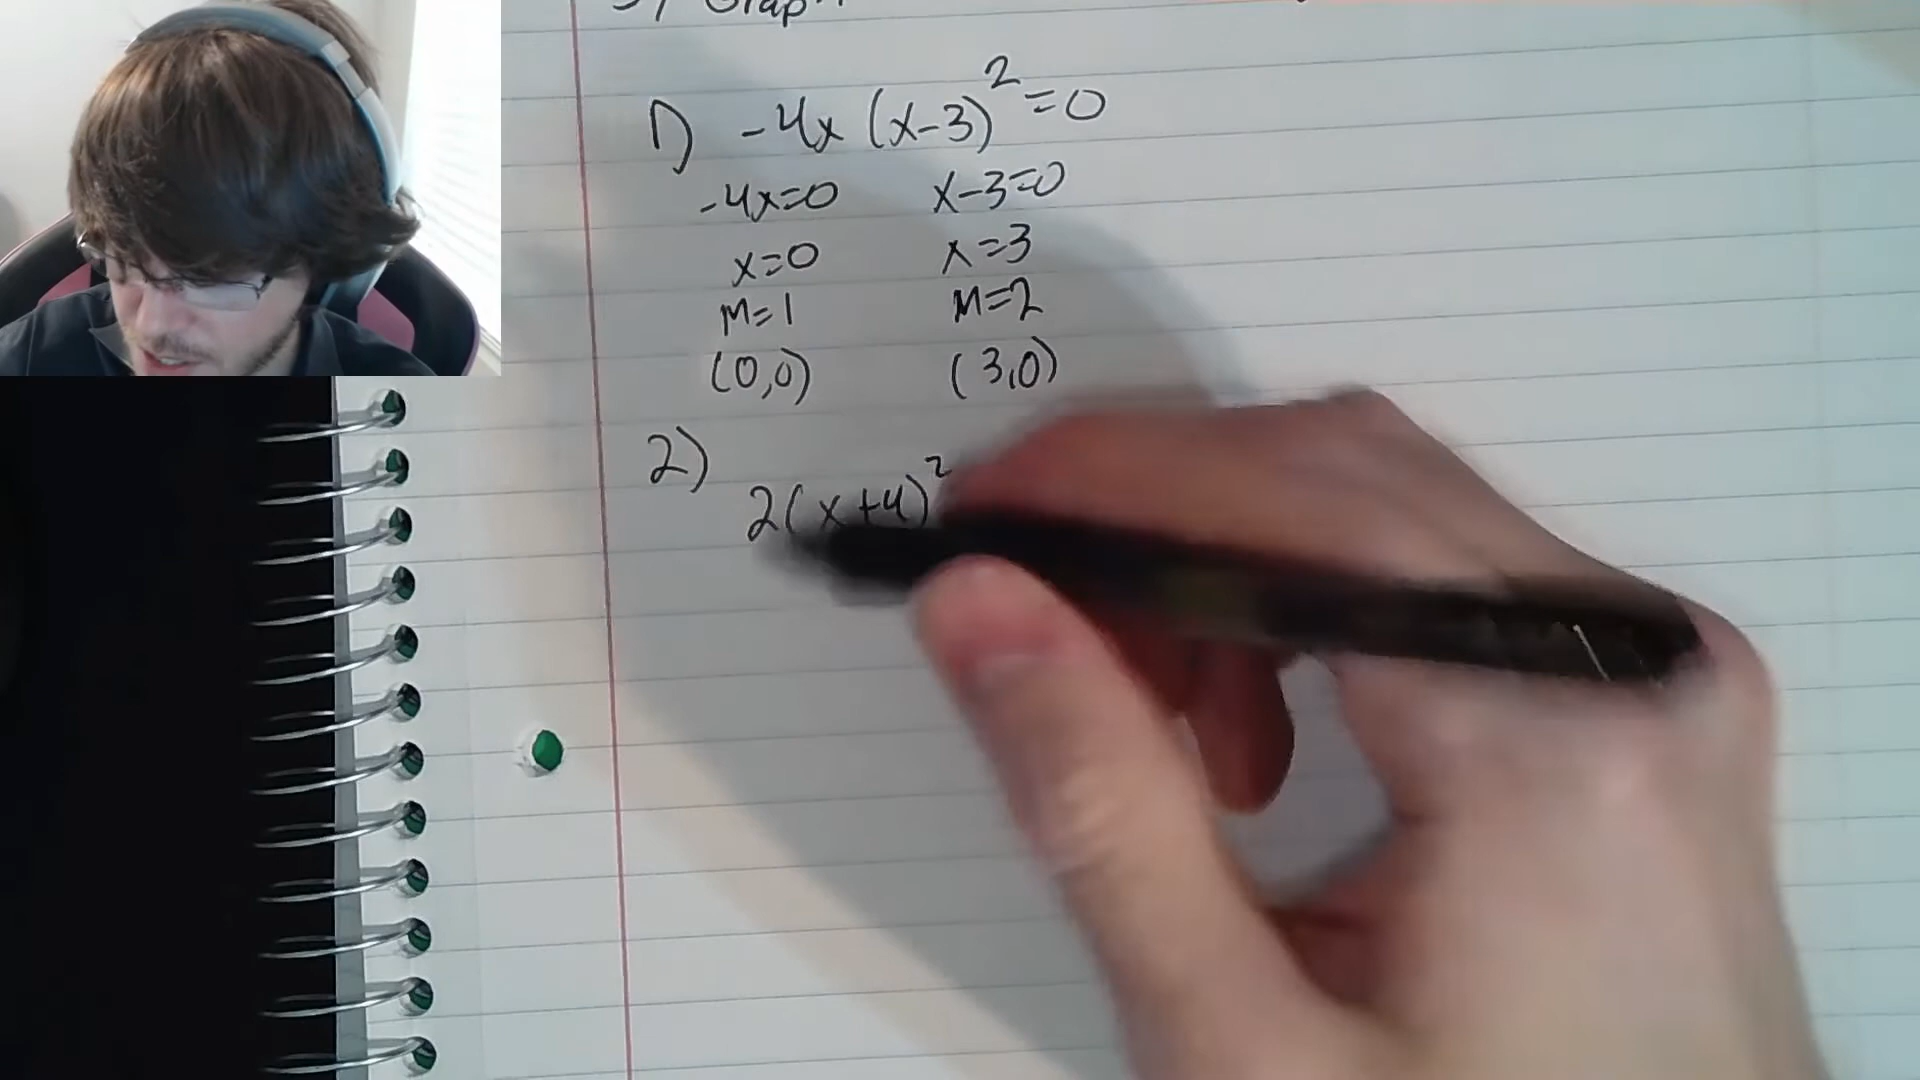 Graph
1) -4x (x-3)² = 0
-4x=0 x-3=0
x=0 x=3
M=1 M=2
(0,0) (3,0)
2)
2(x+4)²